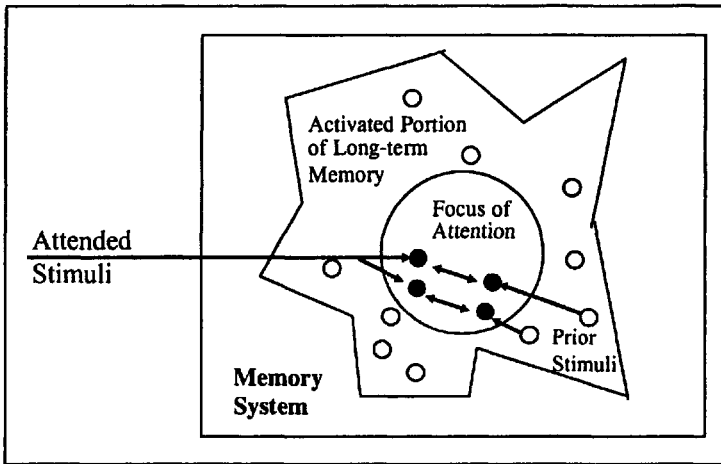 Activated Portion
of Long-term
Memory
Focus of
Attention
Attended
Stimuli
Prior
Stimuli
Memory
System